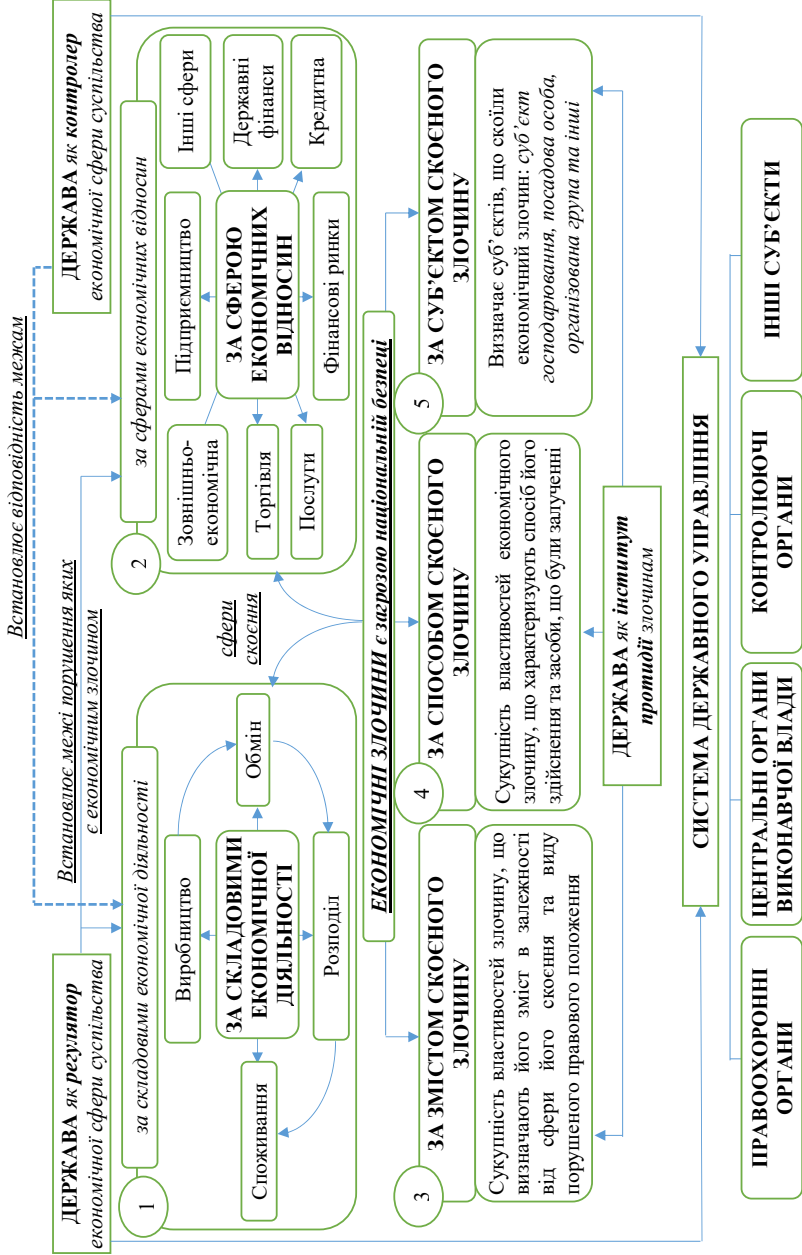 ДЕРЖАВА як регулятор
економічної сфери суспільства
Встановлює відповідність межам
Встановлює межі порушення яких
є економічним злочином
ДЕРЖАВА як контролер
економічної сфери суспільства
1
за складовими економічної діяльності
Виробництво
Обмін
ЗА СКЛАДОВИМИ
ЕКОНОМІЧНОЇ
ДІЯЛЬНОСТІ
Споживання
Розподіл
сфери
скоєння
2
за сферами економічних відносин
Зовнішньо-
економічна
Підприємництво
Інші сфери
Торгівля
ЗА СФЕРОЮ
ЕКОНОМІЧНИХ
ВІДНОСИН
Державні
фінанси
Послуги
Фінансові ринки
Кредитна
ЕКОНОМІЧНІ ЗЛОЧИНИ є загрозою національній безпеці
3
ЗА ЗМІСТОМ СКОЄНОГО
ЗЛОЧИНУ
Сукупність властивостей злочину, що
визначають його зміст в залежності
від сфери його скоєння та виду
порушеного правового положення
4
ЗА СПОСОБОМ СКОЄНОГО
ЗЛОЧИНУ
Сукупність властивостей економічного
злочину, що характеризують спосіб його
здійснення та засоби, що були залученні
5
ЗА СУБ’ЄКТОМ СКОЄНОГО
ЗЛОЧИНУ
Визначає суб’єктів, що скоїли
економічний злочин: суб’єкт
господарювання, посадова особа,
організована група та інші
ДЕРЖАВА як інститут
протидії злочинам
СИСТЕМА ДЕРЖАВНОГО УПРАВЛІННЯ
ПРАВООХОРОННІ
ОРГАНИ
ЦЕНТРАЛЬНІ ОРГАНИ
ВИКОНАВЧОЇ ВЛАДИ
КОНТРОЛЮЮЧІ
ОРГАНИ
ІНШІ СУБ’ЄКТИ